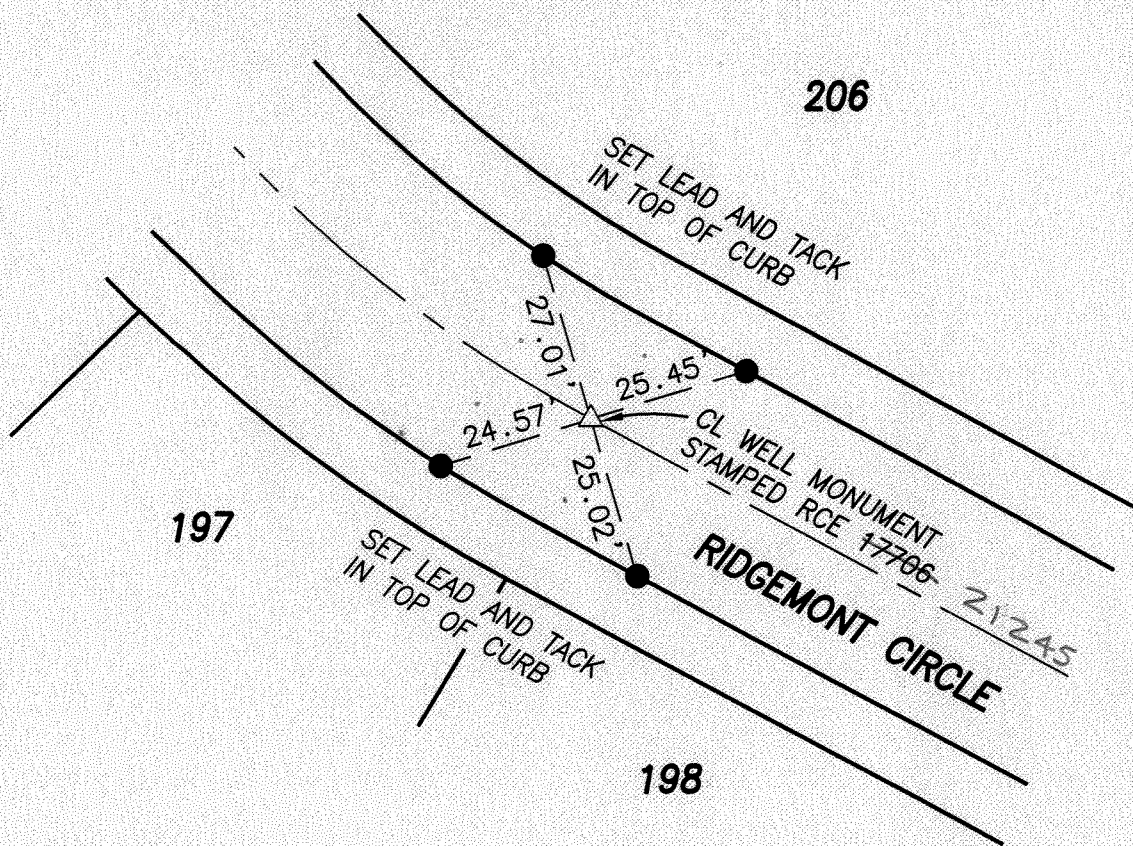 206
SET LEAD AND TACK
IN TOP OF CURB
27.01'
25.45'
24.57'
25.02'
CL WELL MONUMENT
STAMPED RCE 17706 21245
RIDGEMONT CIRCLE
197
SET LEAD AND TACK
IN TOP OF CURB
198